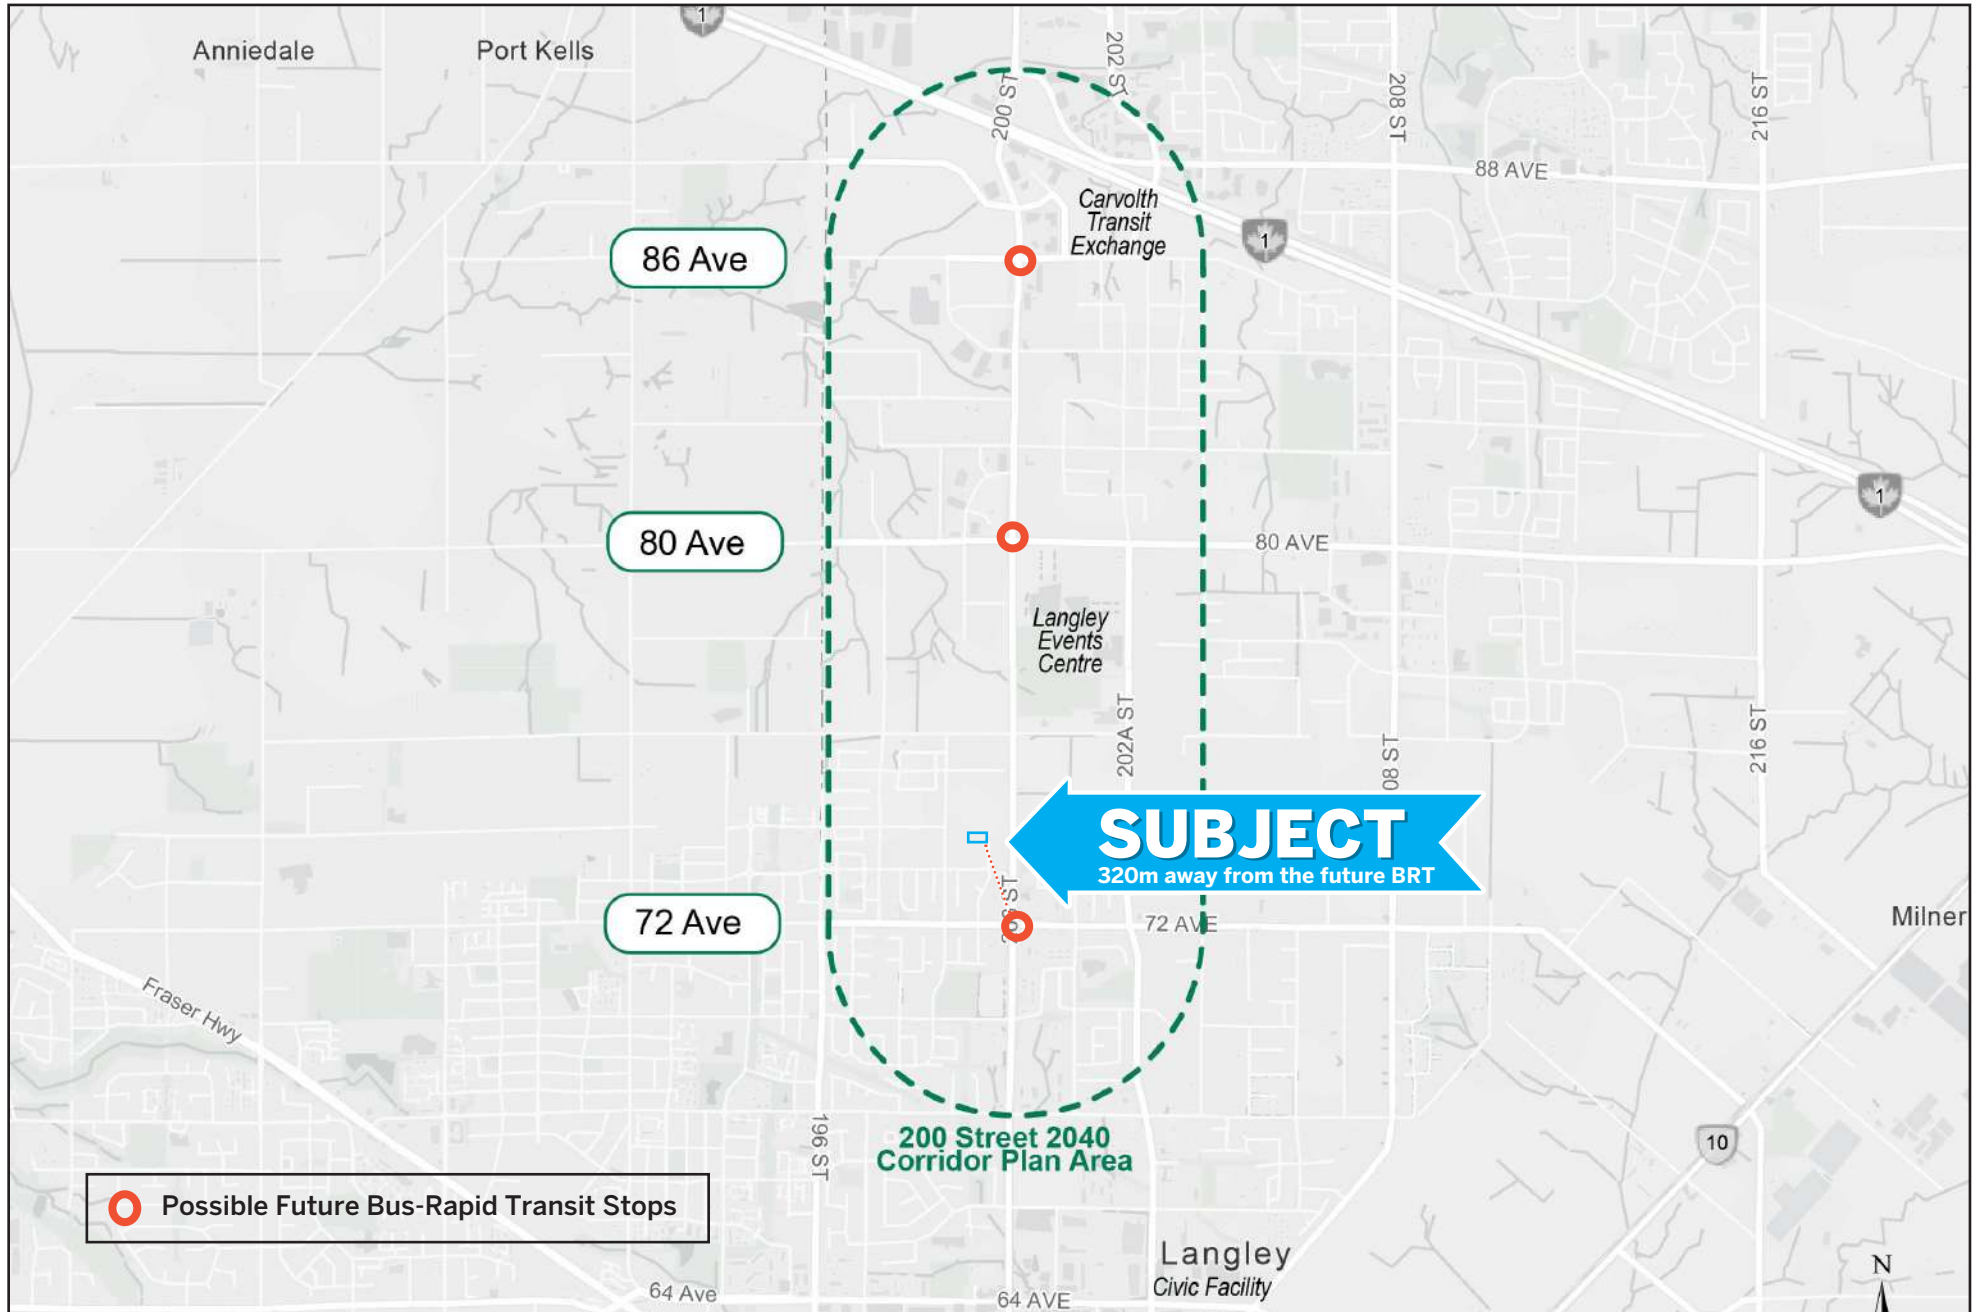 1
Anniedale
Port Kells
202 ST
200 ST
208 ST
216 ST
88 AVE
Carvolth
Transit
Exchange
1
86 Ave
1
80 Ave
80 AVE
Langley
Events
Centre
202A ST
08 ST
216 ST
SUBJECT
320m away from the future BRT
72 Ave
72 AVE
Milner
Fraser Hwy
196 ST
200 Street 2040
Corridor Plan Area
10
Possible Future Bus-Rapid Transit Stops
Langley
Civic Facility
N
64 Ave
64 AVE